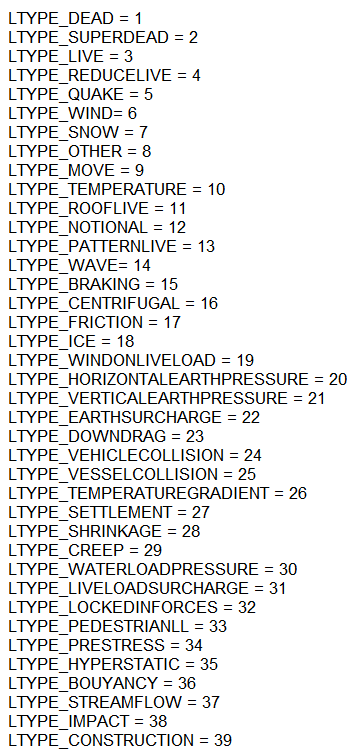 LTYPE_DEAD = 1
LTYPE_SUPERDEAD = 2
LTYPE_LIVE = 3
LTYPE_REDUCELIVE = 4
LTYPE_QUAKE = 5
LTYPE_WIND= 6
LTYPE_SNOW = 7
LTYPE_OTHER = 8
LTYPE_MOVE = 9
LTYPE_TEMPERATURE = 10
LTYPE_ROOFLIVE = 11
LTYPE_NOTIONAL = 12
LTYPE_PATTERNLIVE = 13
LTYPE_WAVE= 14
LTYPE_BRAKING = 15
LTYPE_CENTRIFUGAL = 16
LTYPE_FRICTION = 17
LTYPE_ICE = 18
LTYPE_WINDONLIVELOAD = 19
LTYPE_HORIZONTALEARTHPRESSURE = 20
LTYPE_VERTICALEARTHPRESSURE = 21
LTYPE_EARTHSURCHARGE = 22
LTYPE_DOWNDRAG = 23
LTYPE_VEHICLECOLLISION = 24
LTYPE_VESSELCOLLISION = 25
LTYPE_TEMPERATUREGRADIENT = 26
LTYPE_SETTLEMENT = 27
LTYPE_SHRINKAGE = 28
LTYPE_CREEP = 29
LTYPE_WATERLOADPRESSURE = 30
LTYPE_LIVELOADSURCHARGE = 31
LTYPE_LOCKEDINFORCES = 32
LTYPE_PEDESTRIANLL = 33
LTYPE_PRESTRESS = 34
LTYPE_HYPERSTATIC = 35
LTYPE_BOUYANCY = 36
LTYPE_STREAMFLOW = 37
LTYPE_IMPACT = 38
LTYPE_CONSTRUCTION = 39